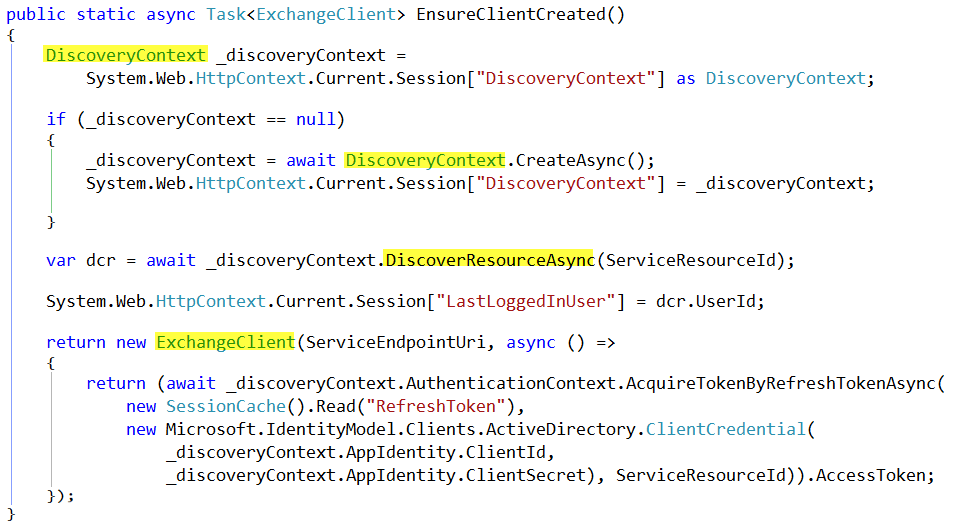 public static async Task<ExchangeClient> EnsureClientCreated()
{
DiscoveryContext _discoveryContext =
System.Web.HttpContext.Current.Session["DiscoveryContext"] as DiscoveryContext;
if (_discoveryContext == null)
{
_discoveryContext = await DiscoveryContext.CreateAsync();
System.Web.HttpContext.Current.Session["DiscoveryContext"] = _discoveryContext;
}
var dcr = await _discoveryContext.DiscoverResourceAsync(ServiceResourceId);
System.Web.HttpContext.Current.Session["LastLoggedInUser"] = dcr.UserId;
return new ExchangeClient(ServiceEndpointUri, async () =>
{
return (await _discoveryContext.AuthenticationContext.AcquireTokenByRefreshTokenAsync(
new SessionCache().Read("RefreshToken"),
new Microsoft.IdentityModel.Clients.ActiveDirectory.ClientCredential(
_discoveryContext.AppIdentity.ClientId,
_discoveryContext.AppIdentity.ClientSecret), ServiceResourceId)).AccessToken;
});
}